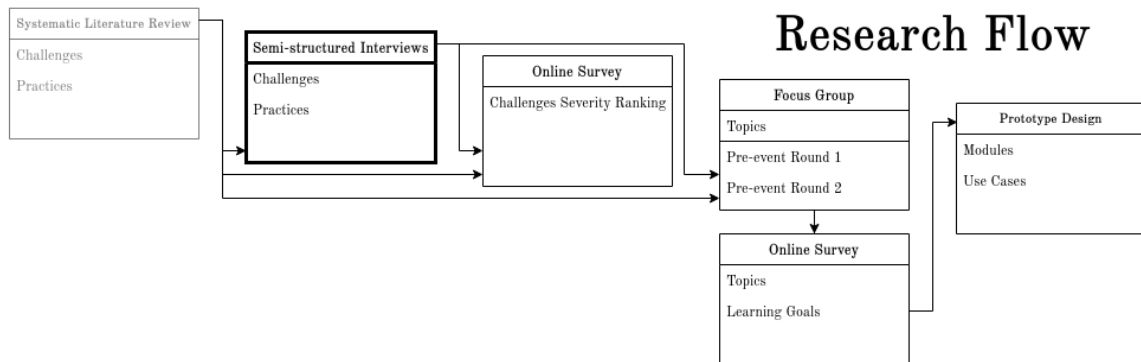 Research Flow
Systematic Literature Review
Challenges
Practices
Semi-structured Interviews
Challenges
Practices
Online Survey
Challenges Severity Ranking
Focus Group
Topics
Pre-event Round 1
Pre-event Round 2
Online Survey
Topics
Learning Goals
Prototype Design
Modules
Use Cases